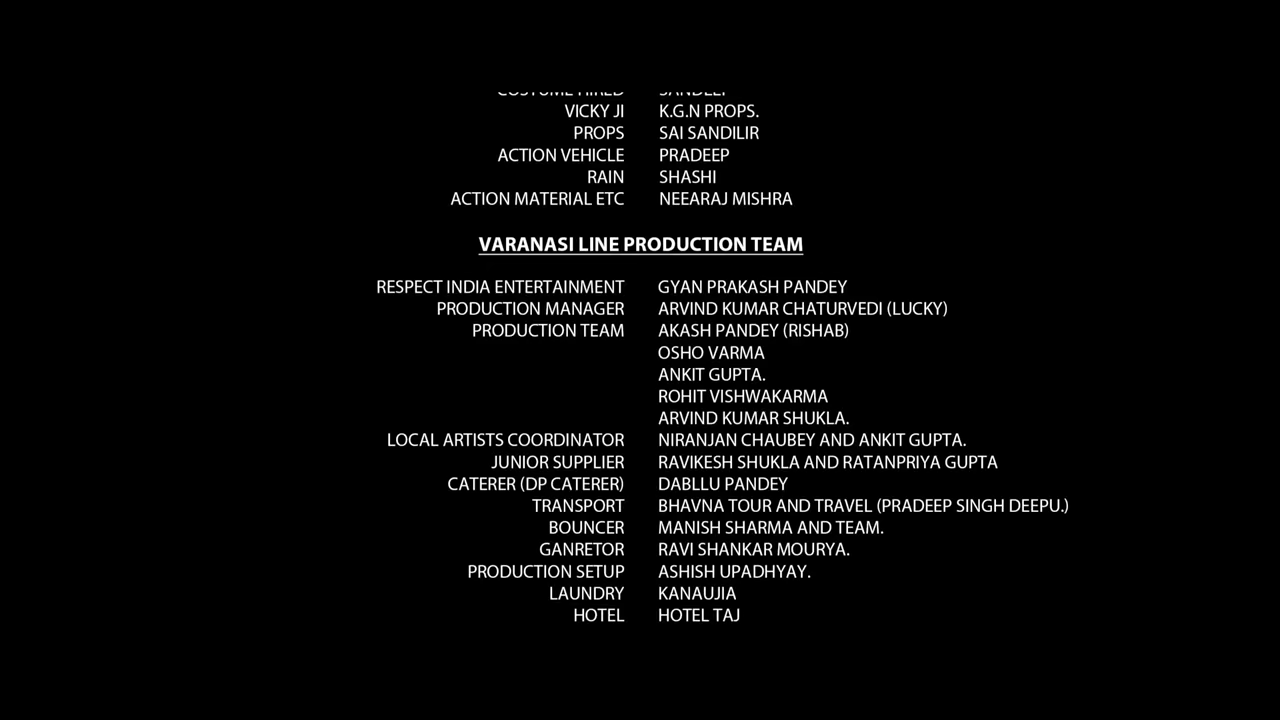 COSTUME HIRED SANDEEP
VICKY JI K.G.N PROPS.
PROPS SAI SANDILIR
ACTION VEHICLE PRADEEP
RAIN SHASHI
ACTION MATERIAL ETC NEEARAJ MISHRA
VARANASI LINE PRODUCTION TEAM
RESPECT INDIA ENTERTAINMENT GYAN PRAKASH PANDEY
PRODUCTION MANAGER ARVIND KUMAR CHATURVEDI (LUCKY)
PRODUCTION TEAM AKASH PANDEY (RISHAB)
OSHO VARMA
ANKIT GUPTA.
ROHIT VISHWAKARMA
ARVIND KUMAR SHUKLA.
LOCAL ARTISTS COORDINATOR NIRANJAN CHAUBEY AND ANKIT GUPTA.
JUNIOR SUPPLIER RAVIKESH SHUKLA AND RATANPRIYA GUPTA
CATERER (DP CATERER) DABLLU PANDEY
TRANSPORT BHAVNA TOUR AND TRAVEL (PRADEEP SINGH DEEPU.)
BOUNCER MANISH SHARMA AND TEAM.
GANRETOR RAVI SHANKAR MOURYA.
PRODUCTION SETUP ASHISH UPADHYAY.
LAUNDRY KANAUJIA
HOTEL HOTEL TAJ